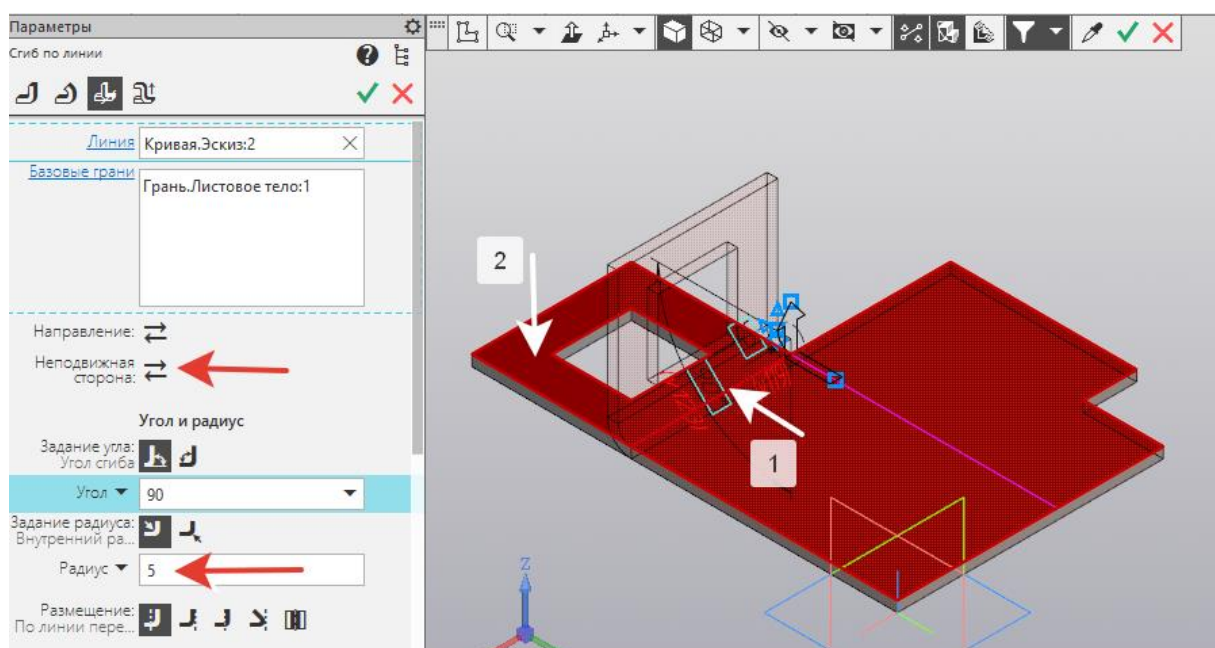 Параметры
Сгиб по линии
Линия Кривая.Эскиз:2
Базовые грани
Грань.Листовое тело:1
Направление:
Неподвижная
сторона:
Угол и радиус
Задание угла:
Угол сгиба
Угол 90
Задание радиуса:
Внутренний ра...
Радиус 5
Размещение:
По линии пере...
2
1
Z